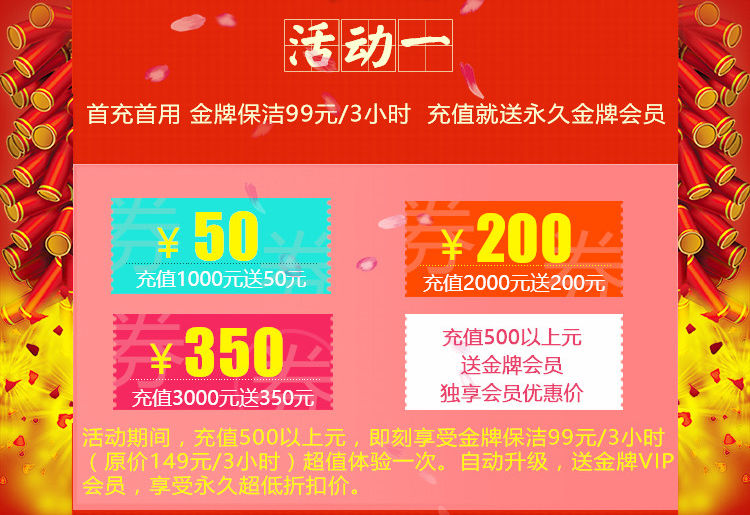 活动一
首充首用 金牌保洁99元/3小时 充值就送永久金牌会员
券 券
¥ 50
充值1000元送50元
券 券
¥ 200
充值2000元送200元
券 券
¥ 350
充值3000元送350元
充值500以上元
送金牌会员
独享会员优惠价
活动期间，充值500以上元，即刻享受金牌保洁99元/3小时
（原价149元/3小时）超值体验一次。自动升级，送金牌VIP
会员，享受永久超低折扣价。